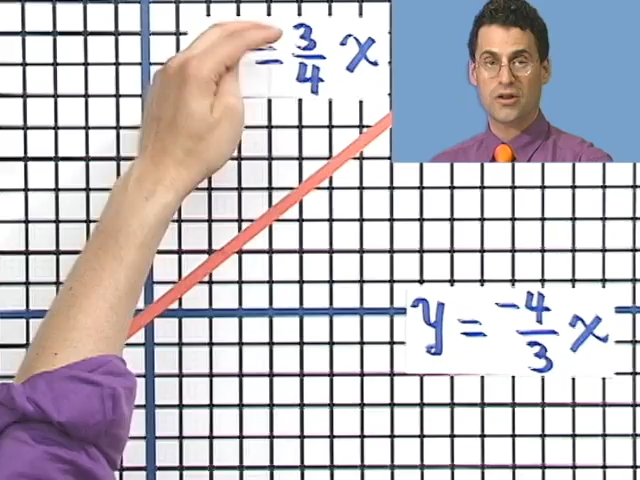 = 3/4 x
y = -4/3 x